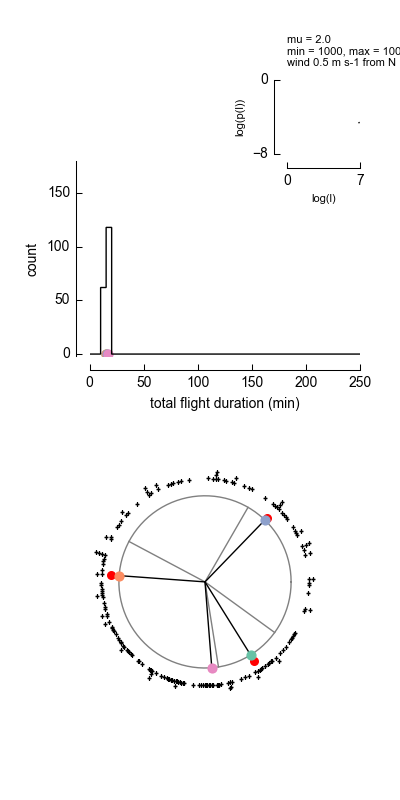 mu = 2.0
min = 1000, max = 100
wind 0.5 m s-1 from N
0
log(p(l))
−8
0 7
log(l)
150
100
count
50
0
0 50 100 150 200 250
total flight duration (min)